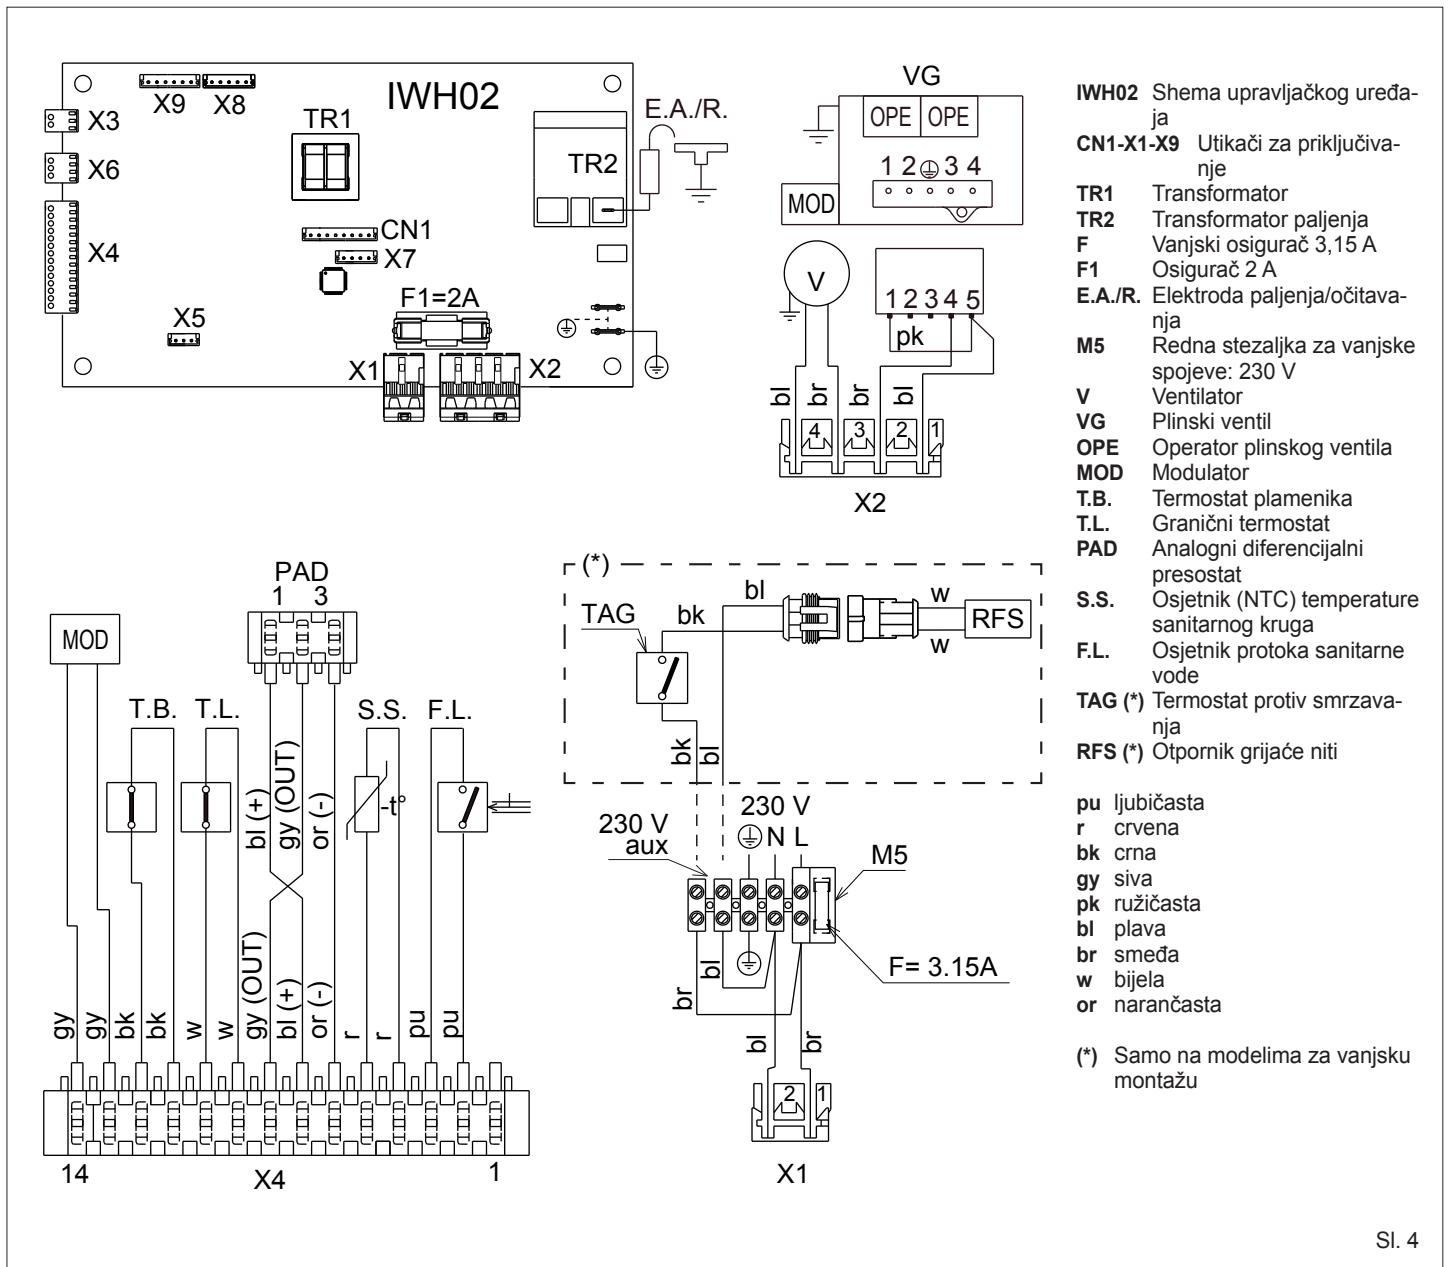 IWH02
X9 X8
X3
X6
X4
X5
TR1
TR2
E.A./R.
CN1
X7
F1=2A
X1
X2
VG
OPE OPE
1 2 3 4
MOD
V
1 2 3 4 5
pk
bl
br
br
bl
4 3 2 1
X2
PAD
1 3
MOD
T.B. T.L. S.S. F.L.
-t°
bl (+)
gy (OUT)
or (-)
gy
gy
bk
bk
w
w
gy (OUT)
bl (+)
or (-)
r
r
pu
pu
14
X4
1
(*)
TAG
bk
bl
w
w
RFS
bk
bl
230 V
aux
230 V
N L
M5
F= 3.15A
br
bl
bl
br
2 1
X1
IWH02 Shema upravljačkog uređa-
ja
CN1-X1-X9 Utikači za priključiva-
nje
TR1 Transformator
TR2 Transformator paljenja
F Vanjski osigurač 3,15 A
F1 Osigurač 2 A
E.A./R. Elektroda paljenja/očitava-
nja
M5 Redna stezaljka za vanjske
spojeve: 230 V
V Ventilator
VG Plinski ventil
OPE Operator plinskog ventila
MOD Modulator
T.B. Termostat plamenika
T.L. Granični termostat
PAD Analogni diferencijalni
presostat
S.S. Osjetnik (NTC) temperature
sanitarnog kruga
F.L. Osjetnik protoka sanitarne
vode
TAG (*) Termostat protiv smrzava-
nja
RFS (*) Otpornik grijaće niti
pu ljubičasta
r crvena
bk crna
gy siva
pk ružičasta
bl plava
br smeđa
w bijela
or narančasta
(*) Samo na modelima za vanjsku
montažu
Sl. 4